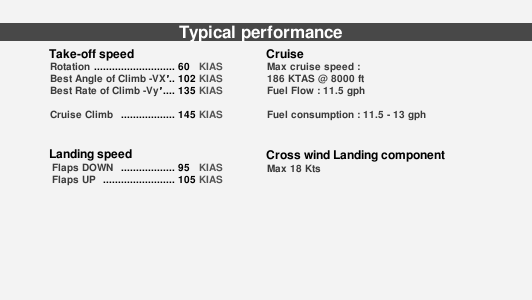 Typical performance
Take-off speed
Rotation ........................... 60 KIAS
Best Angle of Climb -VX'.. 102 KIAS
Best Rate of Climb -Vy'.... 135 KIAS
Cruise Climb .................. 145 KIAS
Landing speed
Flaps DOWN .................. 95 KIAS
Flaps UP ........................ 105 KIAS
Cruise
Max cruise speed :
186 KTAS @ 8000 ft
Fuel Flow : 11.5 gph
Fuel consumption : 11.5 - 13 gph
Cross wind Landing component
Max 18 Kts